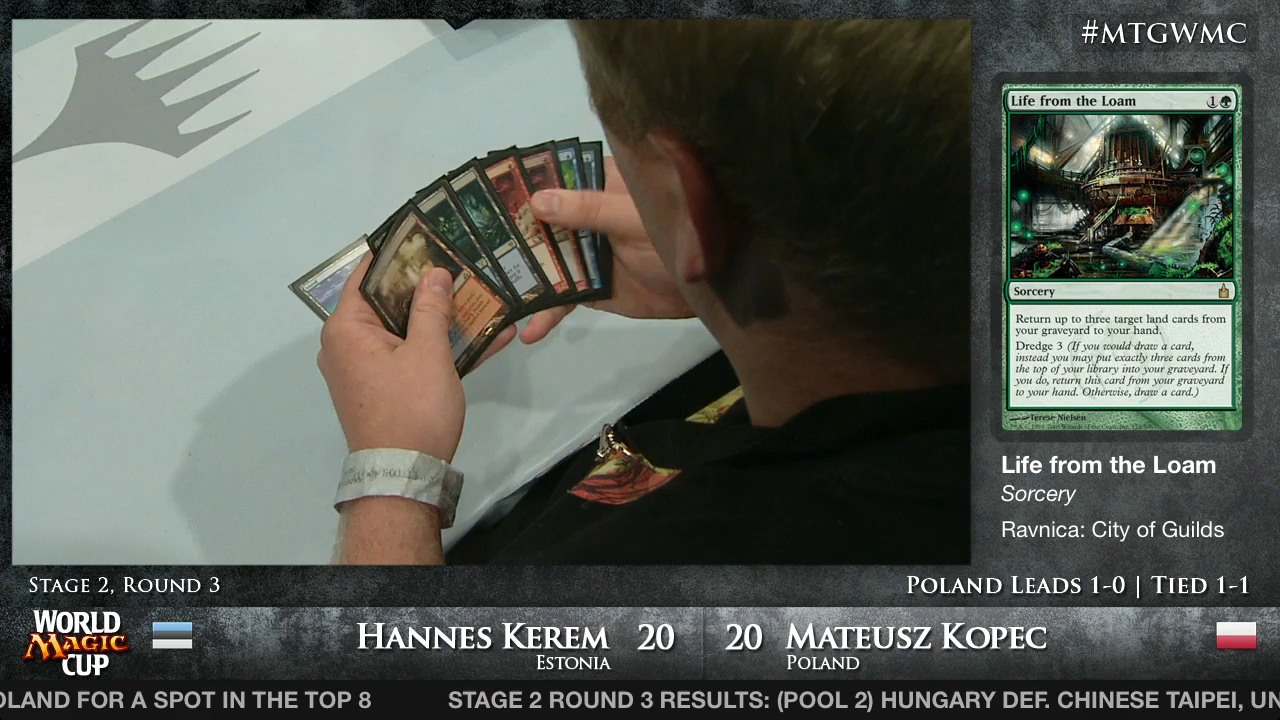 #MTGWMC
Life from the Loam 1
Sorcery
Return up to three target land cards from
your graveyard to your hand.
Dredge 3 (If you would draw a card,
instead you may put exactly three cards from
the top of your library into your graveyard. If
you do, return this card from your graveyard
to your hand. Otherwise, draw a card.)
Terese Nielsen
Life from the Loam
Sorcery
Ravnica: City of Guilds
STAGE 2, ROUND 3
POLAND LEADS 1-0 | TIED 1-1
WORLD
MAGIC
CUP
HANNES KEREM 20
ESTONIA
20 MATEUSZ KOPEC
POLAND
OLAND FOR A SPOT IN THE TOP 8 STAGE 2 ROUND 3 RESULTS: (POOL 2) HUNGARY DEF. CHINESE TAIPEI, UN